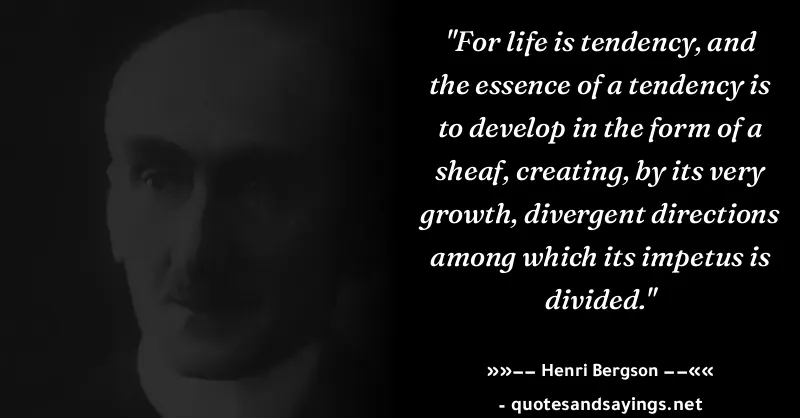 "For life is tendency, and
the essence of a tendency is
to develop in the form of a
sheaf, creating, by its very
growth, divergent directions
among which its impetus is
divided."
»»–– Henri Bergson ––««
- quotesandsayings.net